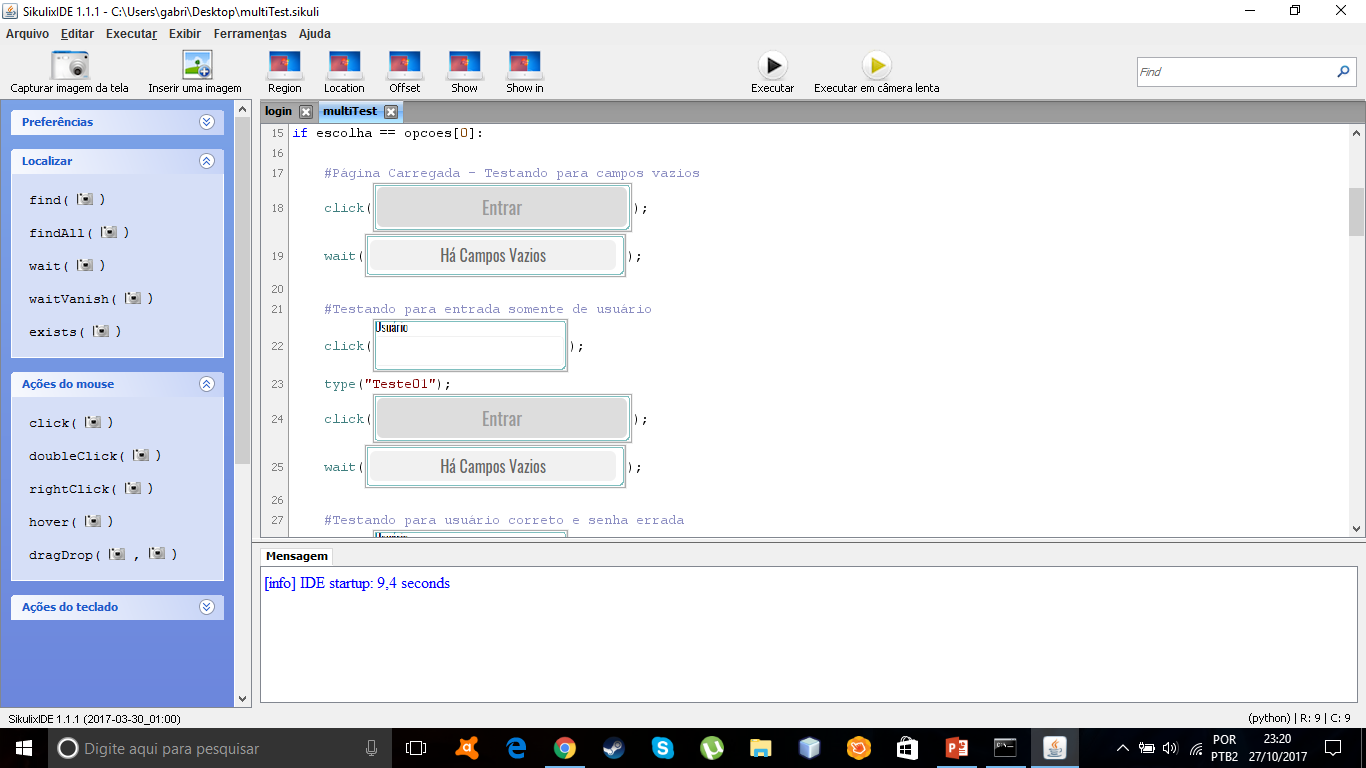 SikulixIDE 1.1.1 - C:\Users\gabri\Desktop\multiTest.sikuli
Arquivo Editar Executar Exibir Ferramentas Ajuda
Capturar imagem da tela Inserir uma imagem Region Location Offset Show Show in Executar Executar em câmera lenta
Find
Preferências
Localizar
find( )
findAll( )
wait( )
waitVanish( )
exists( )
Ações do mouse
click( )
doubleClick( )
rightClick( )
hover( )
dragDrop( , )
Ações do teclado
login multiTest
15 if escolha == opcoes[0]:
16
17 #Página Carregada - Testando para campos vazios
18 click( Entrar );
19 wait( Há Campos Vazios );
20
21 #Testando para entrada somente de usuário
22 click( Usuário );
23 type("Teste01");
24 click( Entrar );
25 wait( Há Campos Vazios );
26
27 #Testando para usuário correto e senha errada
Mensagem
[info] IDE startup: 9,4 seconds
SikulixIDE 1.1.1 (2017-03-30_01:00)
(python) | R: 9 | C: 9
Digite aqui para pesquisar
POR
PTB2
23:20
27/10/2017